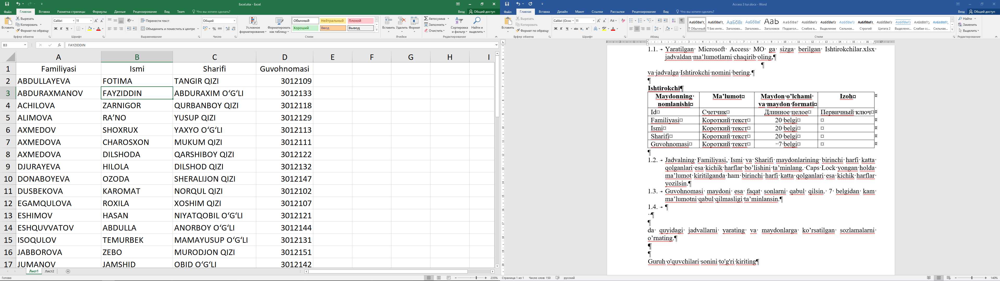 Excel.xlsx - Excel
Файл Главная Вставка Разметка страницы Формулы Данные Рецензирование Вид Team Что вы хотите сделать? Вход Общий доступ
Вставить Вырезать Копировать Формат по образцу Буфер обмена
Calibri 11 Ж К Ч Шрифт
Перенести текст Объединить и поместить в центре Выравнивание
Общий % 000 Число
Условное форматирование Форматировать как таблицу Обычный Нейтральный Плохой Хороший Ввод Вывод Стили
Вставить Удалить Формат Ячейки
Автосумма Заполнить Очистить Сортировка и фильтр Найти и выделить Редактирование
B3 fx FAYZIDDIN
A B C D E F G H I
1 Familiyasi Ismi Sharifi Guvohnomasi
2 ABDULLAYEVA FOTIMA TANGIR QIZI 3012109
3 ABDURAXMANOV FAYZIDDIN ABDURAXIM O‘G‘LI 3012133
4 ACHILOVA ZARNIGOR QURBANBOY QIZI 3012118
5 ALIMOVA RA’NO YUSUP QIZI 3012129
6 AXMEDOV SHOXRUX YAXYO O‘G‘LI 3012113
7 AXMEDOVA CHAROSXON MUKUM QIZI 3012111
8 AXMEDOVA DILSHODA QARSHIBOY QIZI 3012122
9 DJURAYEVA HILOLA DILSHOD QIZI 3012132
10 DONABOYEVA OZODA SHERALIJON QIZI 3012147
11 DUSBEKOVA KAROMAT NORQUL QIZI 3012102
12 EGAMQULOVA ROXILA XOSHIM QIZI 3012107
13 ESHIMOV HASAN NIYATQOBIL O‘G‘LI 3012121
14 ESHQUVVATOV ABDULLA ANORBOY O‘G‘LI 3012144
15 ISOQULOV TEMURBEK MAMAYUSUP O‘G‘LI 3012131
16 JABBOROVA ZEBO MURODJON QIZI 3012151
17 JUMANOV JAMSHID OBID O‘G‘LI 3012142
Лист1 Лист2
Готово 235%
Access 3 tur.docx - Word
Файл Главная Вставка Дизайн Макет Ссылки Рассылки Рецензирование Вид Что вы хотите сделать? Вход Общий доступ
Вставить Вырезать Копировать Формат по образцу Буфер обмена
Calibri (Оснс 11 Aa Ж К Ч abc X₂ X² Шрифт
Абзац
¶ Обычный ¶ Без инте... Заголово... Заголово... Заголовок Подзагол... Слабое в... Выделение Сильное... Строгий Цитата 2 Выделенн... Слабая сс... Сильная... Стили
Найти Заменить Выделить Редактирование
1.1. Yaratilgan Microsoft Access MO ga sizga berilgan Ishtirokchilar.xlsx
jadvaldan ma’lumotlarni chaqirib oling,¶
¶
va jadvalga Ishtirokchi nomini bering.¶
¶
Ishtirokchi¶
Maydonning nomlanishi¤ Ma’lumot¤ Maydon o’lchami va maydon formati¤ Izoh¤
Id¤ Счетчик¤ Длинное целое¤ Первичный ключ¤
Familiyasi¤ Короткий текст¤ 20 belgi¤ ¤
Ismi¤ Короткий текст¤ 20 belgi¤ ¤
Sharifi¤ Короткий текст¤ 20 belgi¤ ¤
Guvohnomasi¤ Короткий текст¤ 7 belgi¤ ¤
¶
1.2. Jadvalning Familiyasi, Ismi va Sharifi maydonlarining birinchi harfi katta
qolganlari esa kichik harflar bo’lishini ta’minlang. Caps Lock yongan holda
ma’lumot kiritilganda ham birinchi harfi katta qolganlari esa kichik harflar
yozilsin.¶
1.3. Guvohnomasi maydoni esa faqat sonlarni qabul qilsin. 7 belgidan kam
ma’lumotni qabul qilmasligi ta’minlansin.¶
1.4. ¶
¶
¶
da quyidagi jadvallarni yarating va maydonlarga ko’rsatilgan sozlamalarni
o’rnating.¶
¶
¶
Guruh o'quvchilari sonini to'g'ri kiriting¶
Страница 1 из 1 Число слов: 150 русский 140%